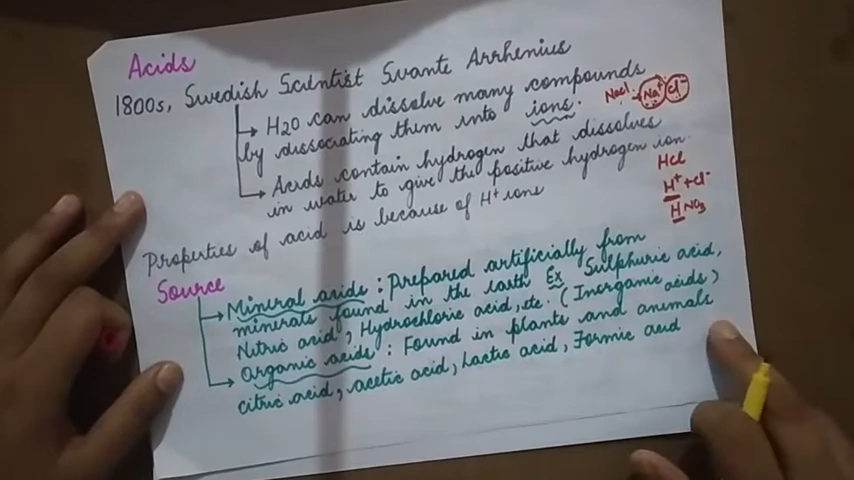 Acids
1800s, Swedish Scientist Svante Arrhenius
H2O can dissolve many compounds
by dissociating them into ions.
NaCl → Na+ Cl-
Acids contain hydrogen that dissolves
in water to give the positive hydrogen ion
HCl
H+ + Cl-
HNO3
Properties of acid is because of H+ ions
Source
Mineral acids : Prepared artificially from
minerals found in the earth Ex Sulphuric acid,
Nitric acid, Hydrochloric acid, etc. (Inorganic acids)
Organic acids : Found in plants and animals
citric acid, acetic acid, Lactic acid, Formic acid